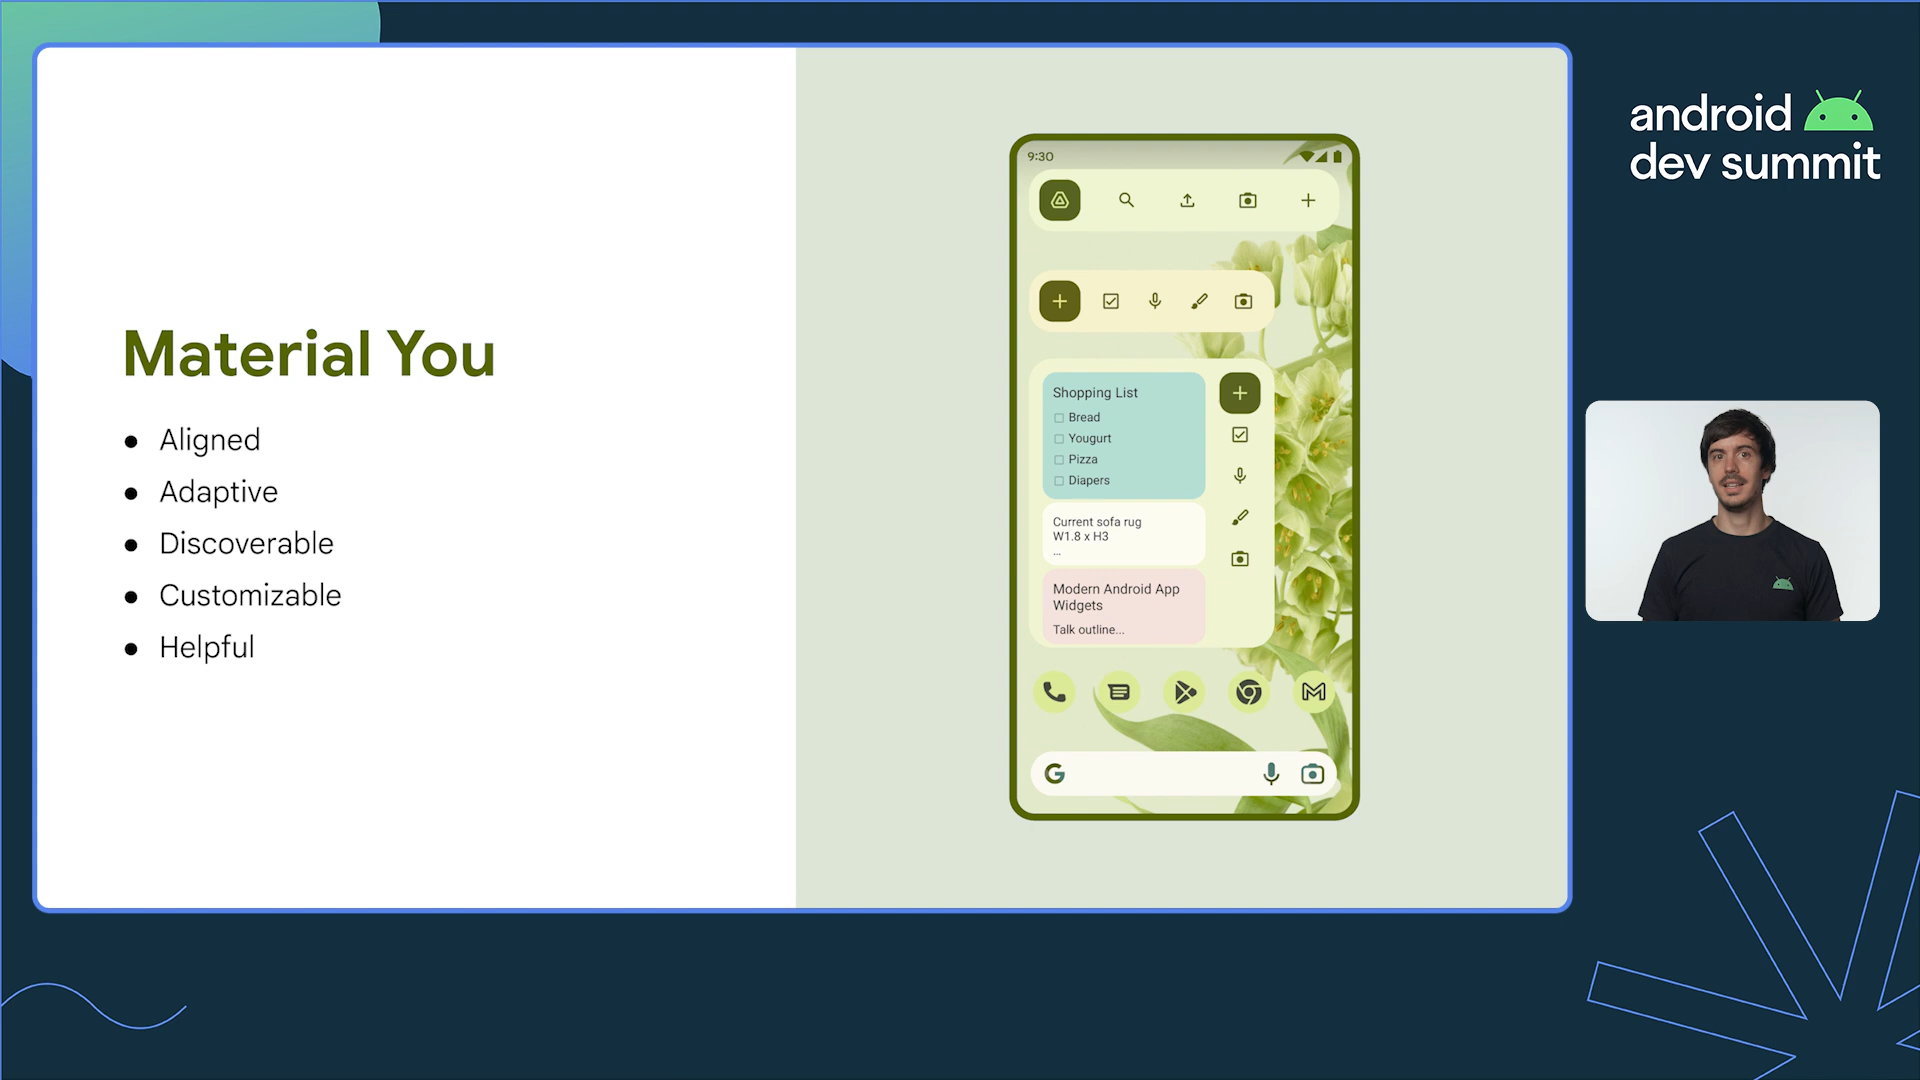 Material You
Aligned
Adaptive
Discoverable
Customizable
Helpful
9:30
Shopping List
Bread
Yougurt
Pizza
Diapers
Current sofa rug
W1.8 x H3
...
Modern Android App
Widgets
Talk outline...
G
android
dev summit